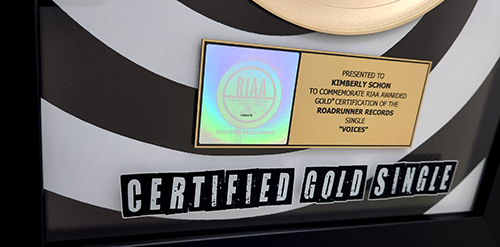 RIAA
PRESENTED TO
KIMBERLY SCHON
TO COMMEMORATE RIAA AWARDED
GOLD® CERTIFICATION OF THE
ROADRUNNER RECORDS
SINGLE
"VOICES"
CERTIFIED GOLD SINGLE